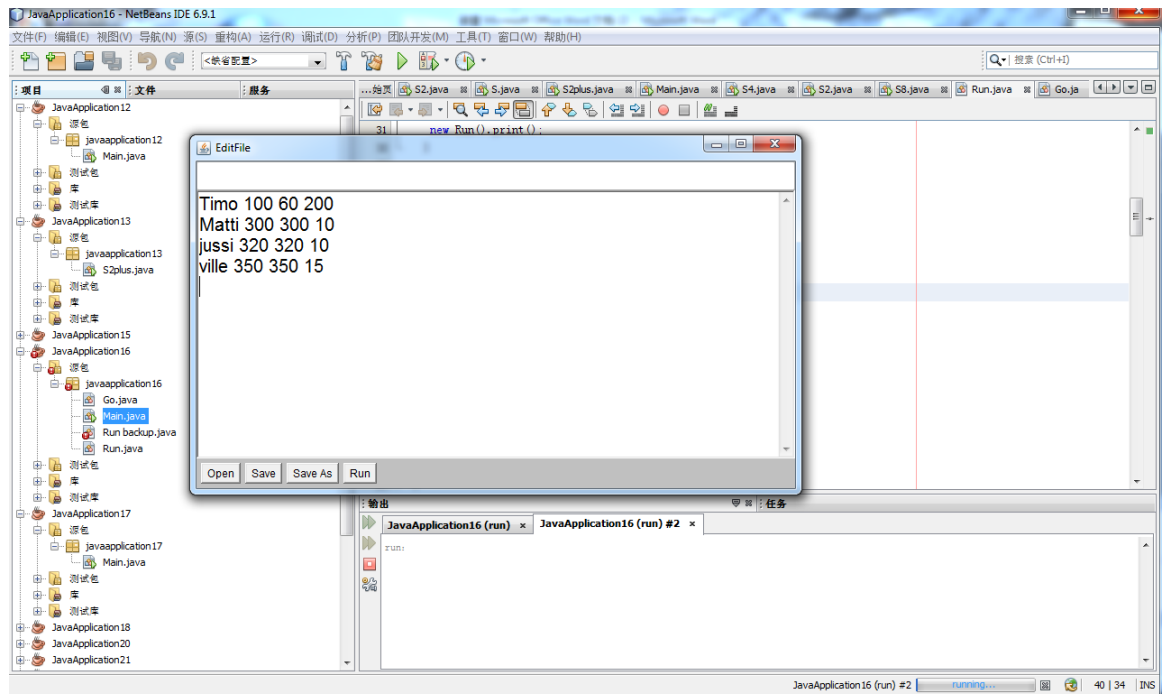 JavaApplication16 - NetBeans IDE 6.9.1
文件(F) 编辑(E) 视图(V) 导航(N) 源(S) 重构(A) 运行(R) 调试(D) 分析(P) 团队开发(M) 工具(T) 窗口(W) 帮助(H)
<缺省配置>
搜索 (Ctrl+I)
项目
文件
服务
...始页 S2.java S.java S2plus.java Main.java S4.java S2.java S8.java Run.java Go.ja
31 new Run().print();
JavaApplication12
源包
javaapplication12
Main.java
测试包
库
测试库
JavaApplication13
源包
javaapplication13
S2plus.java
测试包
库
测试库
JavaApplication15
JavaApplication16
源包
javaapplication16
Go.java
Main.java
Run backup.java
Run.java
测试包
库
测试库
JavaApplication17
源包
javaapplication17
Main.java
测试包
库
测试库
JavaApplication18
JavaApplication20
JavaApplication21
EditFile
Timo 100 60 200
Matti 300 300 10
jussi 320 320 10
ville 350 350 15
Open Save Save As Run
输出
任务
JavaApplication16 (run) JavaApplication16 (run) #2
run:
JavaApplication16 (run) #2 running... 40 | 34 INS